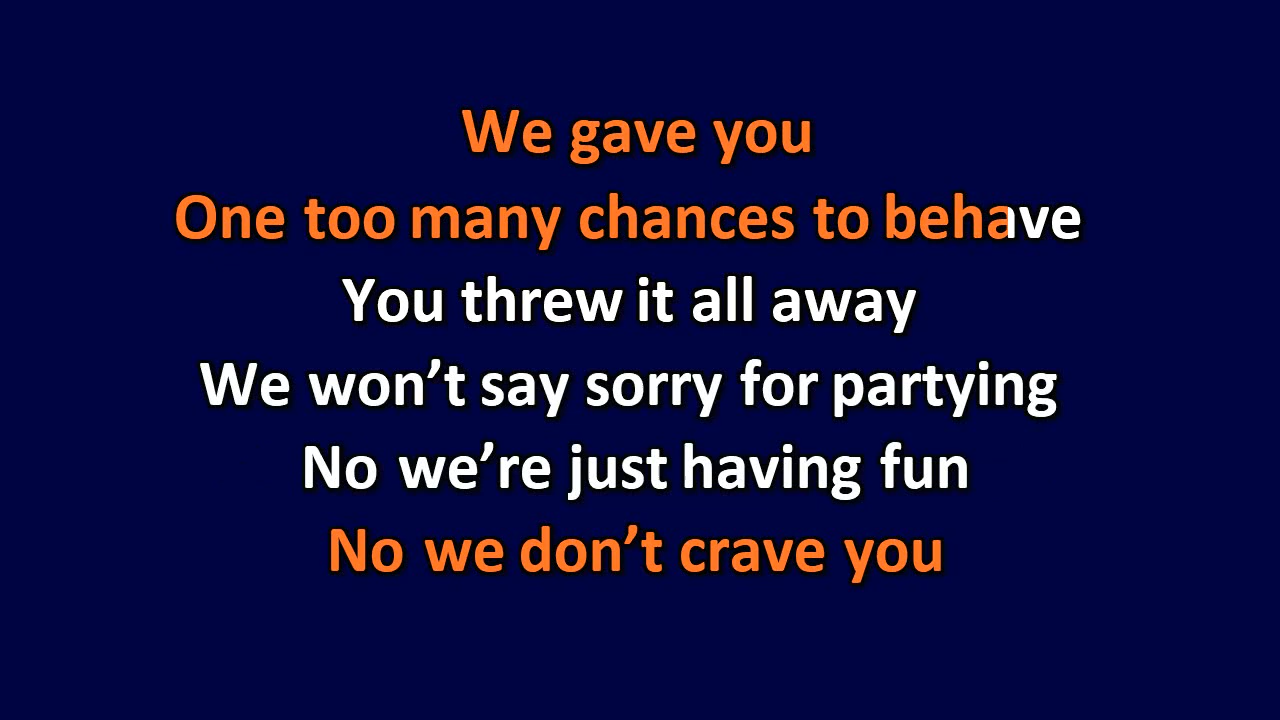 We gave you
One too many chances to behave
You threw it all away
We won’t say sorry for partying
No we’re just having fun
No we don’t crave you